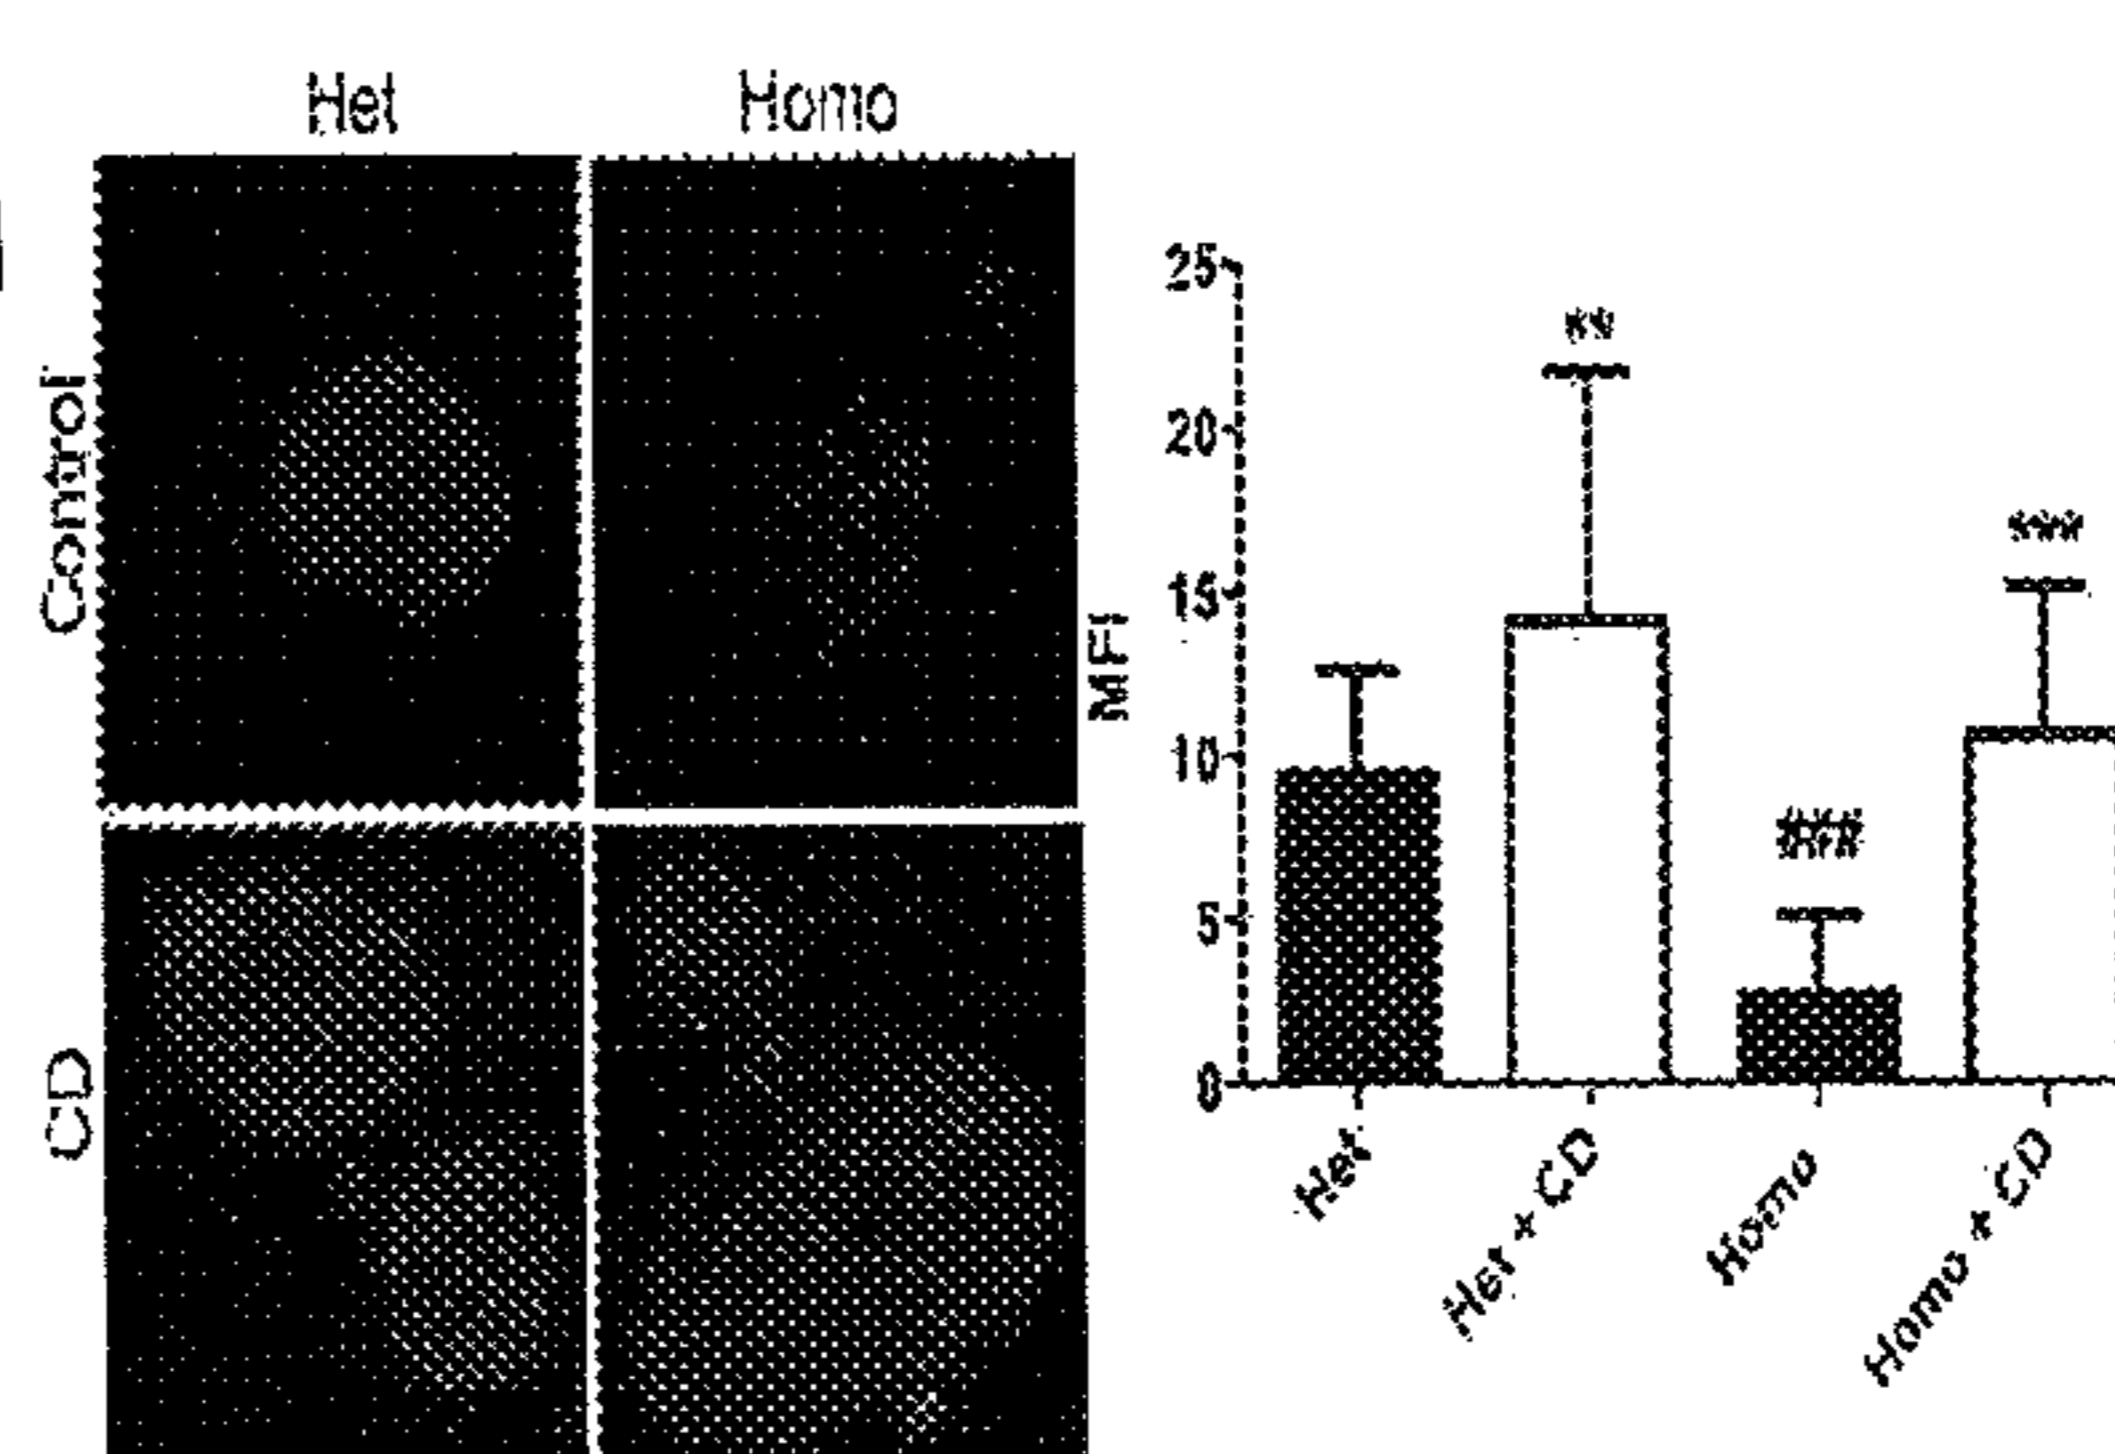 Het Homo
Control
CD
MFI
25
20
15
10
5
0
**
###
***
Het
Het + CD
Homo
Homo + CD